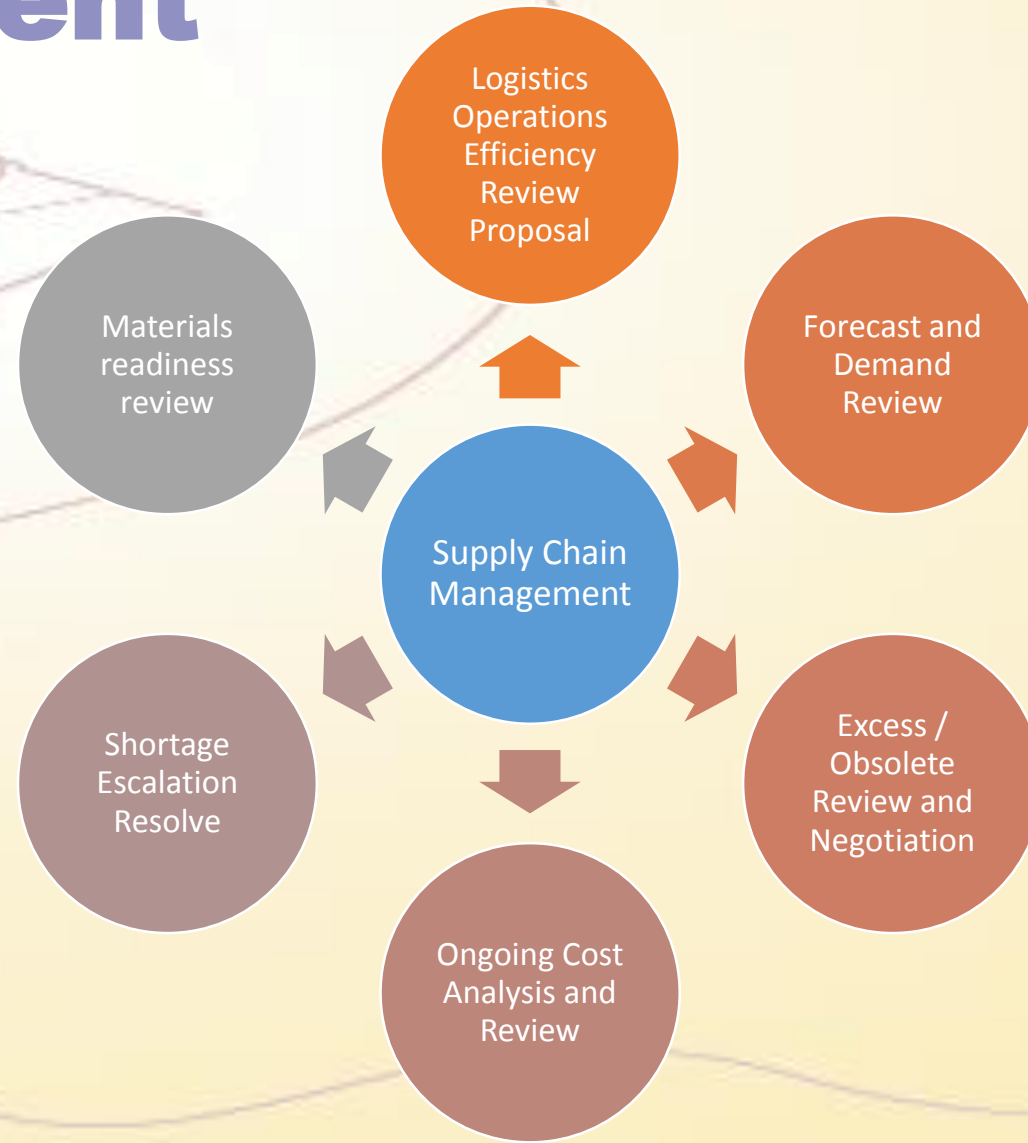 ent
Logistics
Operations
Efficiency
Review
Proposal
Forecast and
Demand
Review
Excess /
Obsolete
Review and
Negotiation
Ongoing Cost
Analysis and
Review
Shortage
Escalation
Resolve
Materials
readiness
review
Supply Chain
Management